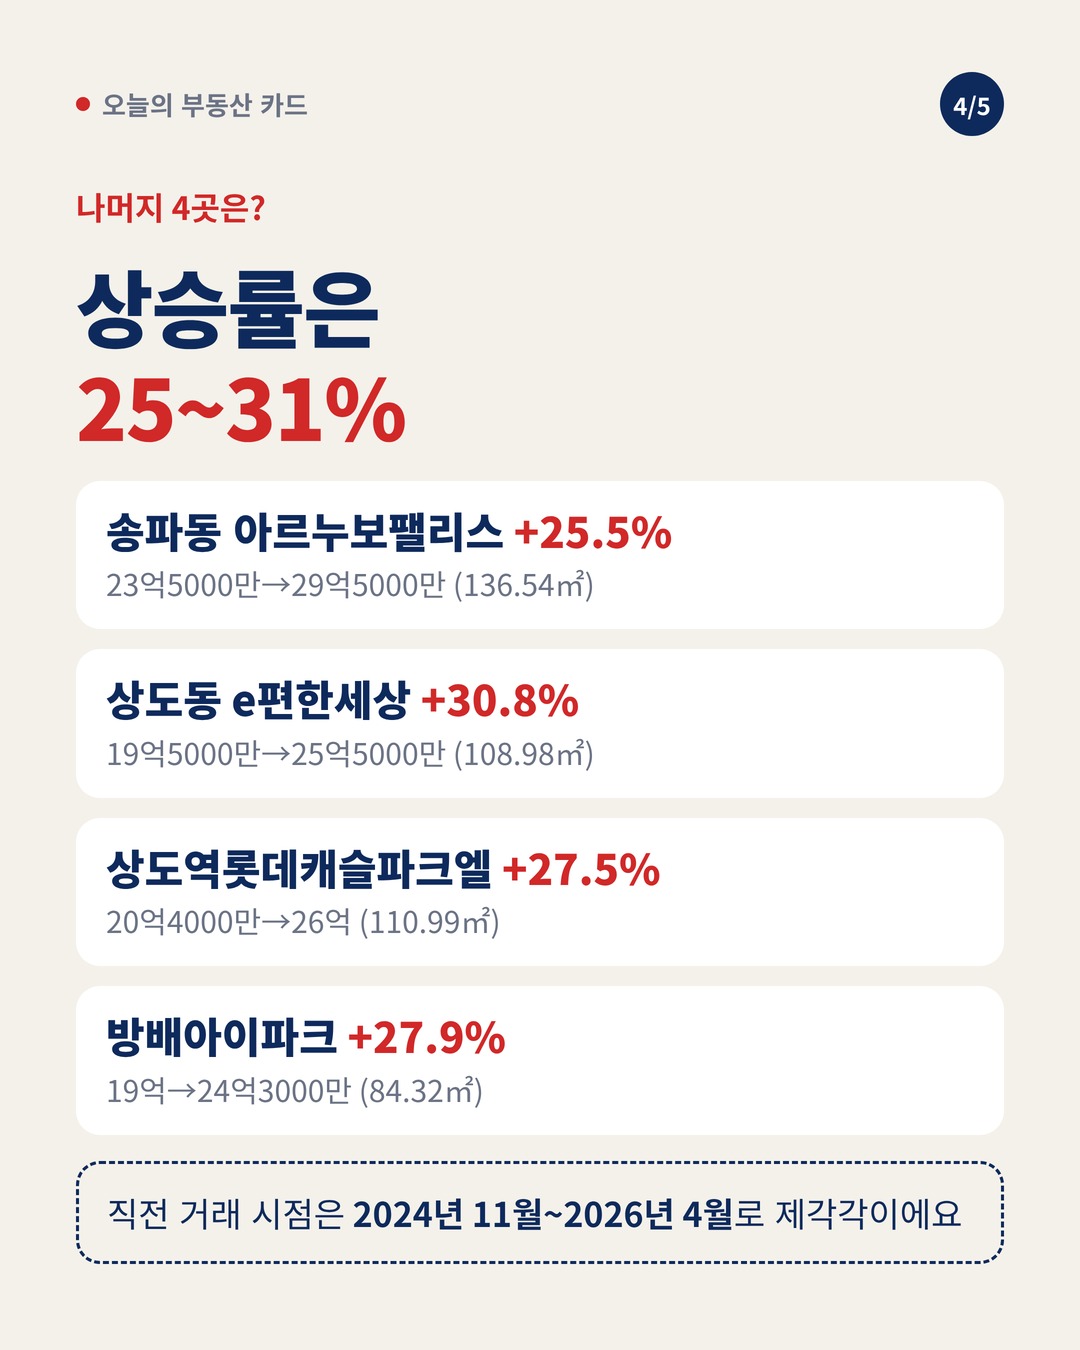 오늘의 부동산 카드
4/5
나머지 4곳은?
상승률은
25~31%
송파동 아르누보팰리스 +25.5%
23억5000만→29억5000만 (136.54㎡)
상도동 e편한세상 +30.8%
19억5000만→25억5000만 (108.98㎡)
상도역롯데캐슬파크엘 +27.5%
20억4000만→26억 (110.99㎡)
방배아이파크 +27.9%
19억→24억3000만 (84.32㎡)
직전 거래 시점은 2024년 11월~2026년 4월로 제각각이에요